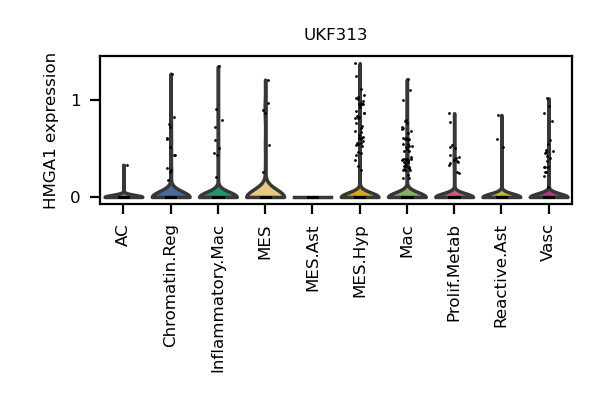 UKF313
HMGA1 expression
1
0
AC
Chromatin.Reg
Inflammatory.Mac
MES
MES.Ast
MES.Hyp
Mac
Prolif.Metab
Reactive.Ast
Vasc